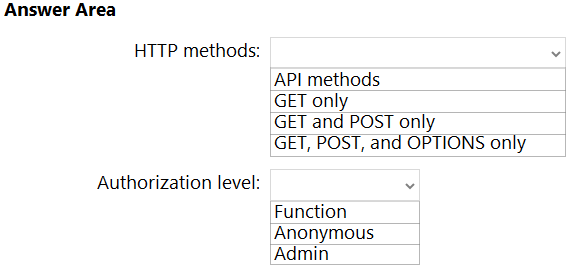 Answer Area
HTTP methods:
API methods
GET only
GET and POST only
GET, POST, and OPTIONS only
Authorization level:
Function
Anonymous
Admin